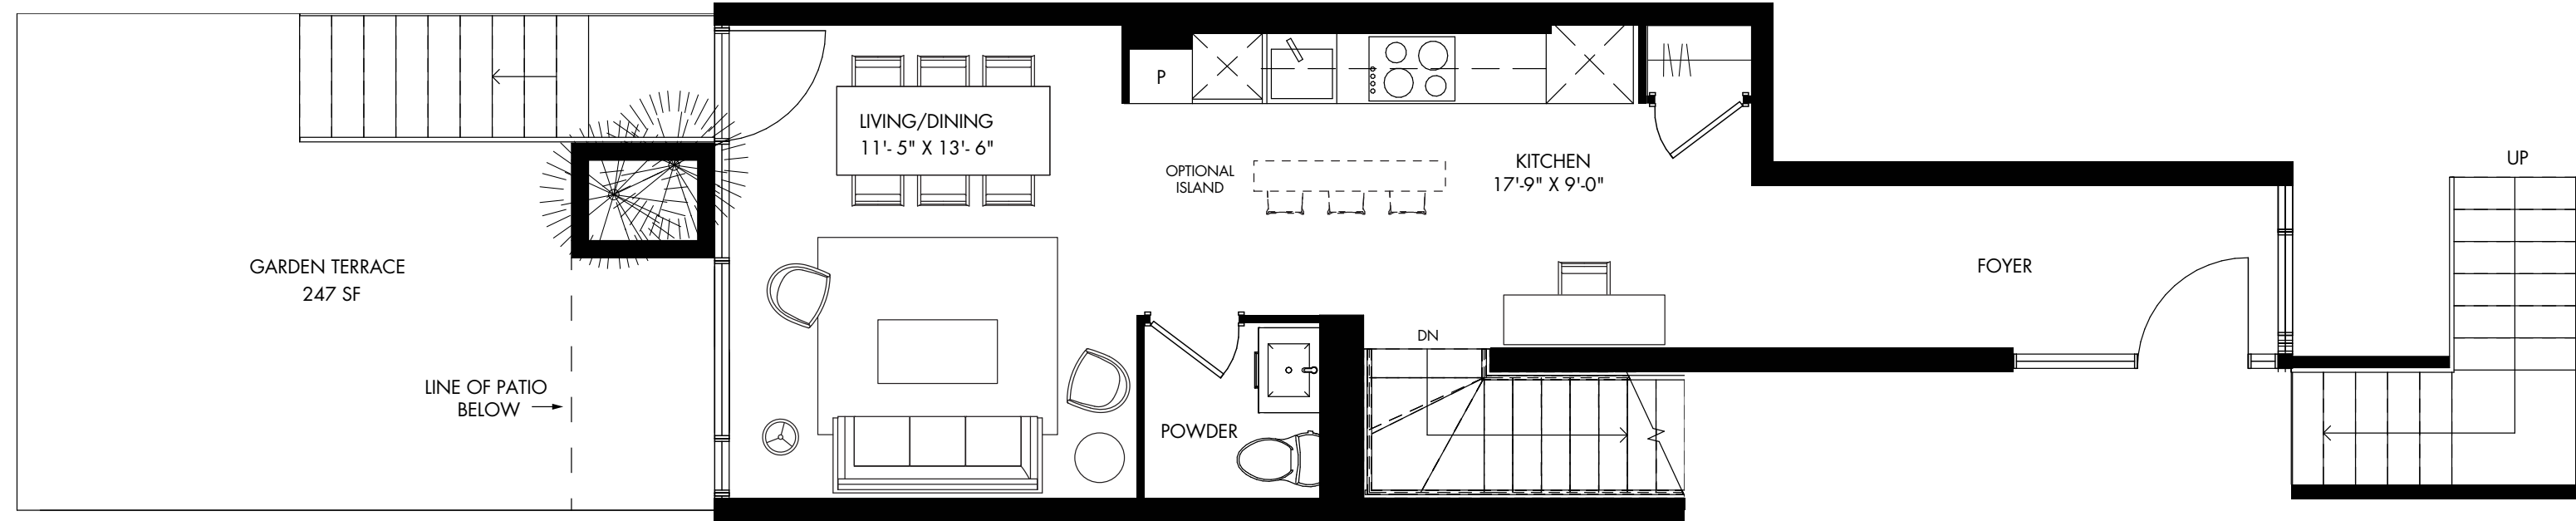 P
LIVING/DINING
11'- 5" X 13'- 6"
OPTIONAL
ISLAND
KITCHEN
17'-9" X 9'-0"
UP
GARDEN TERRACE
247 SF
FOYER
DN
LINE OF PATIO
BELOW
POWDER